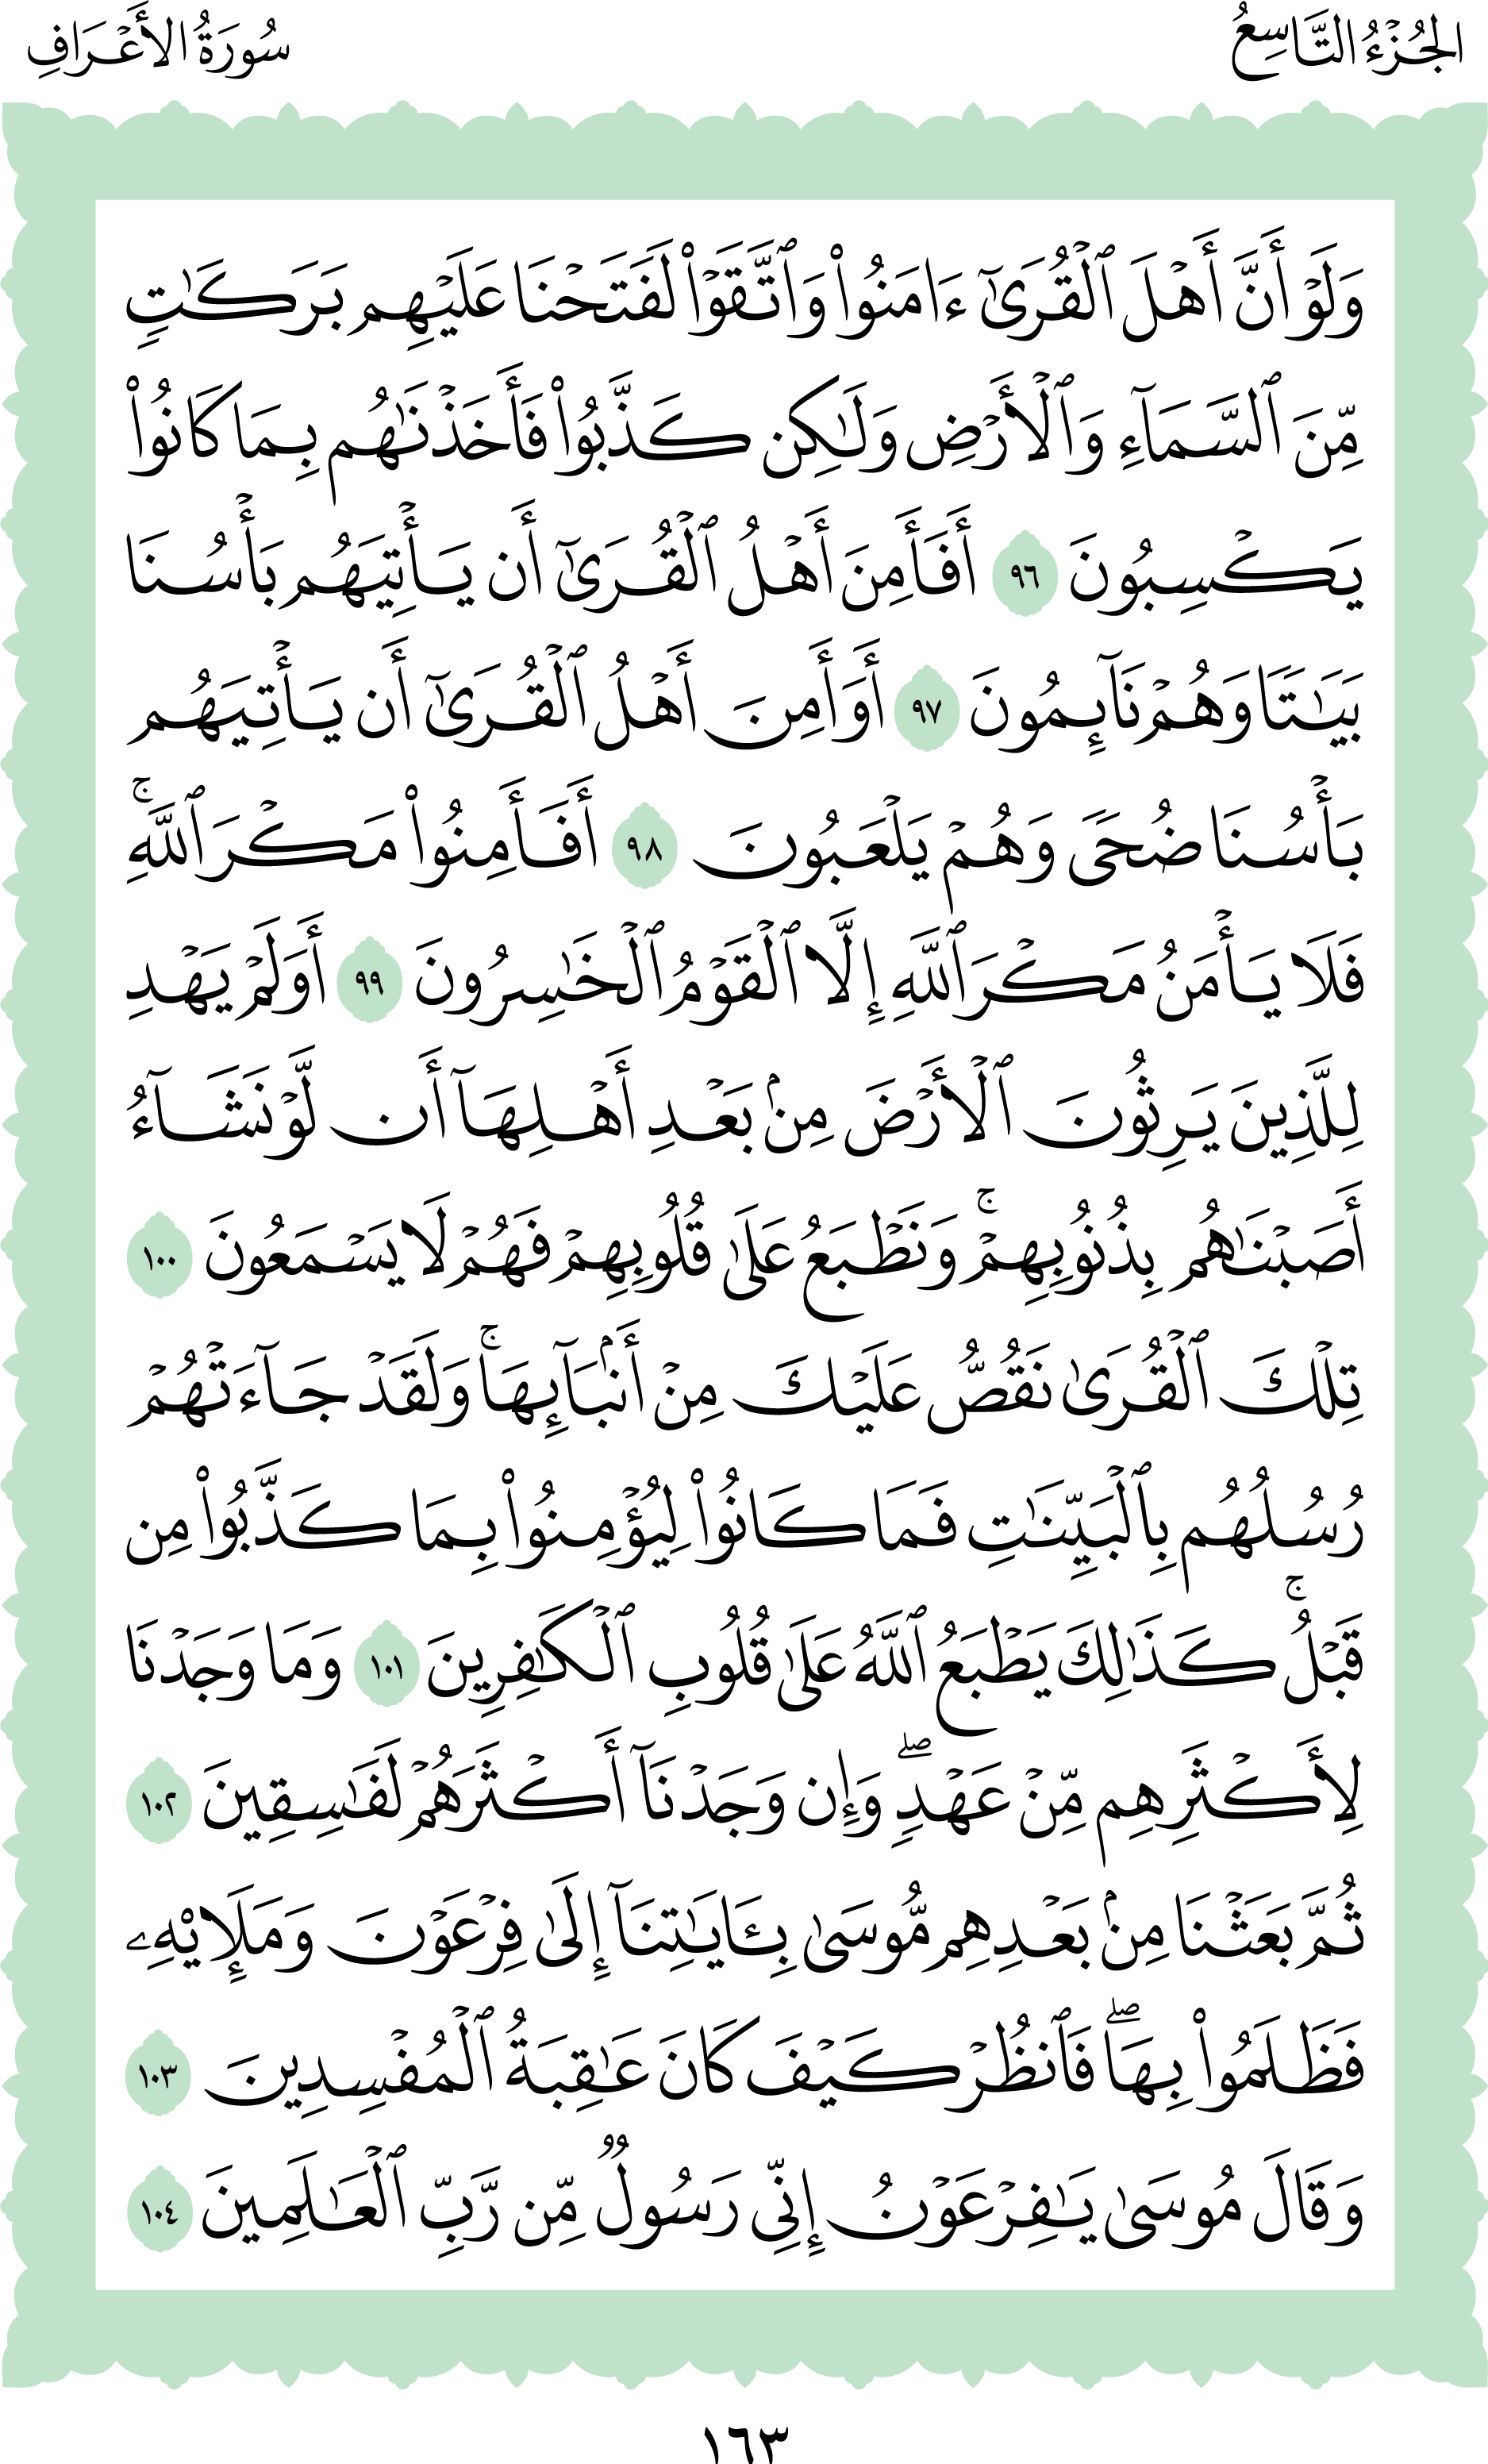 الجُزْءُ التَّاسِعُ
سُورَةُ الأَعْرَافِ
وَلَوْ أَنَّ أَهْلَ ٱلْقُرَىٰٓ ءَامَنُوا۟ وَٱتَّقَوْا۟ لَفَتَحْنَا عَلَيْهِم بَرَكَـٰتٍ
مِّنَ ٱلسَّمَآءِ وَٱلْأَرْضِ وَلَـٰكِن كَذَّبُوا۟ فَأَخَذْنَـٰهُم بِمَا كَانُوا۟
يَكْسِبُونَ ٩٦ أَفَأَمِنَ أَهْلُ ٱلْقُرَىٰٓ أَن يَأْتِيَهُم بَأْسُنَا
بَيَـٰتًا وَهُمْ نَآئِمُونَ ٩٧ أَوَأَمِنَ أَهْلُ ٱلْقُرَىٰٓ أَن يَأْتِيَهُم
بَأْسُنَا ضُحًى وَهُمْ يَلْعَبُونَ ٩٨ أَفَأَمِنُوا۟ مَكْرَ ٱللَّهِ ۚ
فَلَا يَأْمَنُ مَكْرَ ٱللَّهِ إِلَّا ٱلْقَوْمُ ٱلْخَـٰسِرُونَ ٩٩ أَوَلَمْ يَهْدِ
لِلَّذِينَ يَرِثُونَ ٱلْأَرْضَ مِنۢ بَعْدِ أَهْلِهَآ أَن لَّوْ نَشَآءُ
أَصَبْنَـٰهُم بِذُنُوبِهِمْ ۚ وَنَطْبَعُ عَلَىٰ قُلُوبِهِمْ فَهُمْ لَا يَسْمَعُونَ ١٠٠
تِلْكَ ٱلْقُرَىٰ نَقُصُّ عَلَيْكَ مِنْ أَنۢبَآئِهَا ۚ وَلَقَدْ جَآءَتْهُمْ
رُسُلُهُم بِٱلْبَيِّنَـٰتِ فَمَا كَانُوا۟ لِيُؤْمِنُوا۟ بِمَا كَذَّبُوا۟ مِن
قَبْلُ ۚ كَذَٰلِكَ يَطْبَعُ ٱللَّهُ عَلَىٰ قُلُوبِ ٱلْكَـٰفِرِينَ ١٠١ وَمَا وَجَدْنَا
لِأَكْثَرِهِم مِّنْ عَهْدٍ ۖ وَإِن وَجَدْنَآ أَكْثَرَهُمْ لَفَـٰسِقِينَ ١٠٢
ثُمَّ بَعَثْنَا مِنۢ بَعْدِهِم مُّوسَىٰ بِـَٔايَـٰتِنَآ إِلَىٰ فِرْعَوْنَ وَمَلَإِي۟هِۦ
فَظَلَمُوا۟ بِهَا ۖ فَٱنظُرْ كَيْفَ كَانَ عَـٰقِبَةُ ٱلْمُفْسِدِينَ ١٠٣
وَقَالَ مُوسَىٰ يَـٰفِرْعَوْنُ إِنِّى رَسُولٌ مِّن رَّبِّ ٱلْعَـٰلَمِينَ ١٠٤
١٦٣